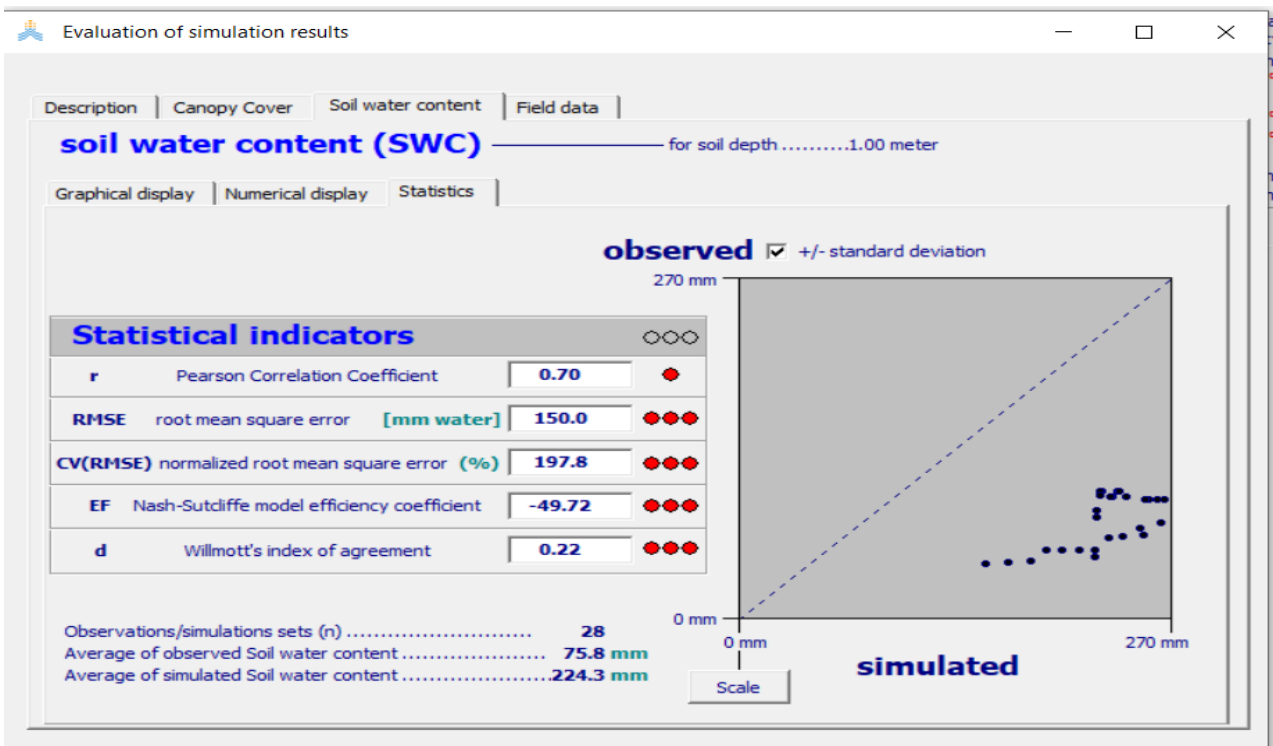 Evaluation of simulation results
Description Canopy Cover Soil water content Field data
soil water content (SWC) for soil depth ..........1.00 meter
Graphical display Numerical display Statistics
observed +/- standard deviation
270 mm
Statistical indicators
r Pearson Correlation Coefficient 0.70
RMSE root mean square error [mm water] 150.0
CV(RMSE) normalized root mean square error (%) 197.8
EF Nash-Sutcliffe model efficiency coefficient -49.72
d Willmott's index of agreement 0.22
0 mm
0 mm 270 mm
simulated
Scale
Observations/simulations sets (n) ........................... 28
Average of observed Soil water content ..................... 75.8 mm
Average of simulated Soil water content ......................224.3 mm